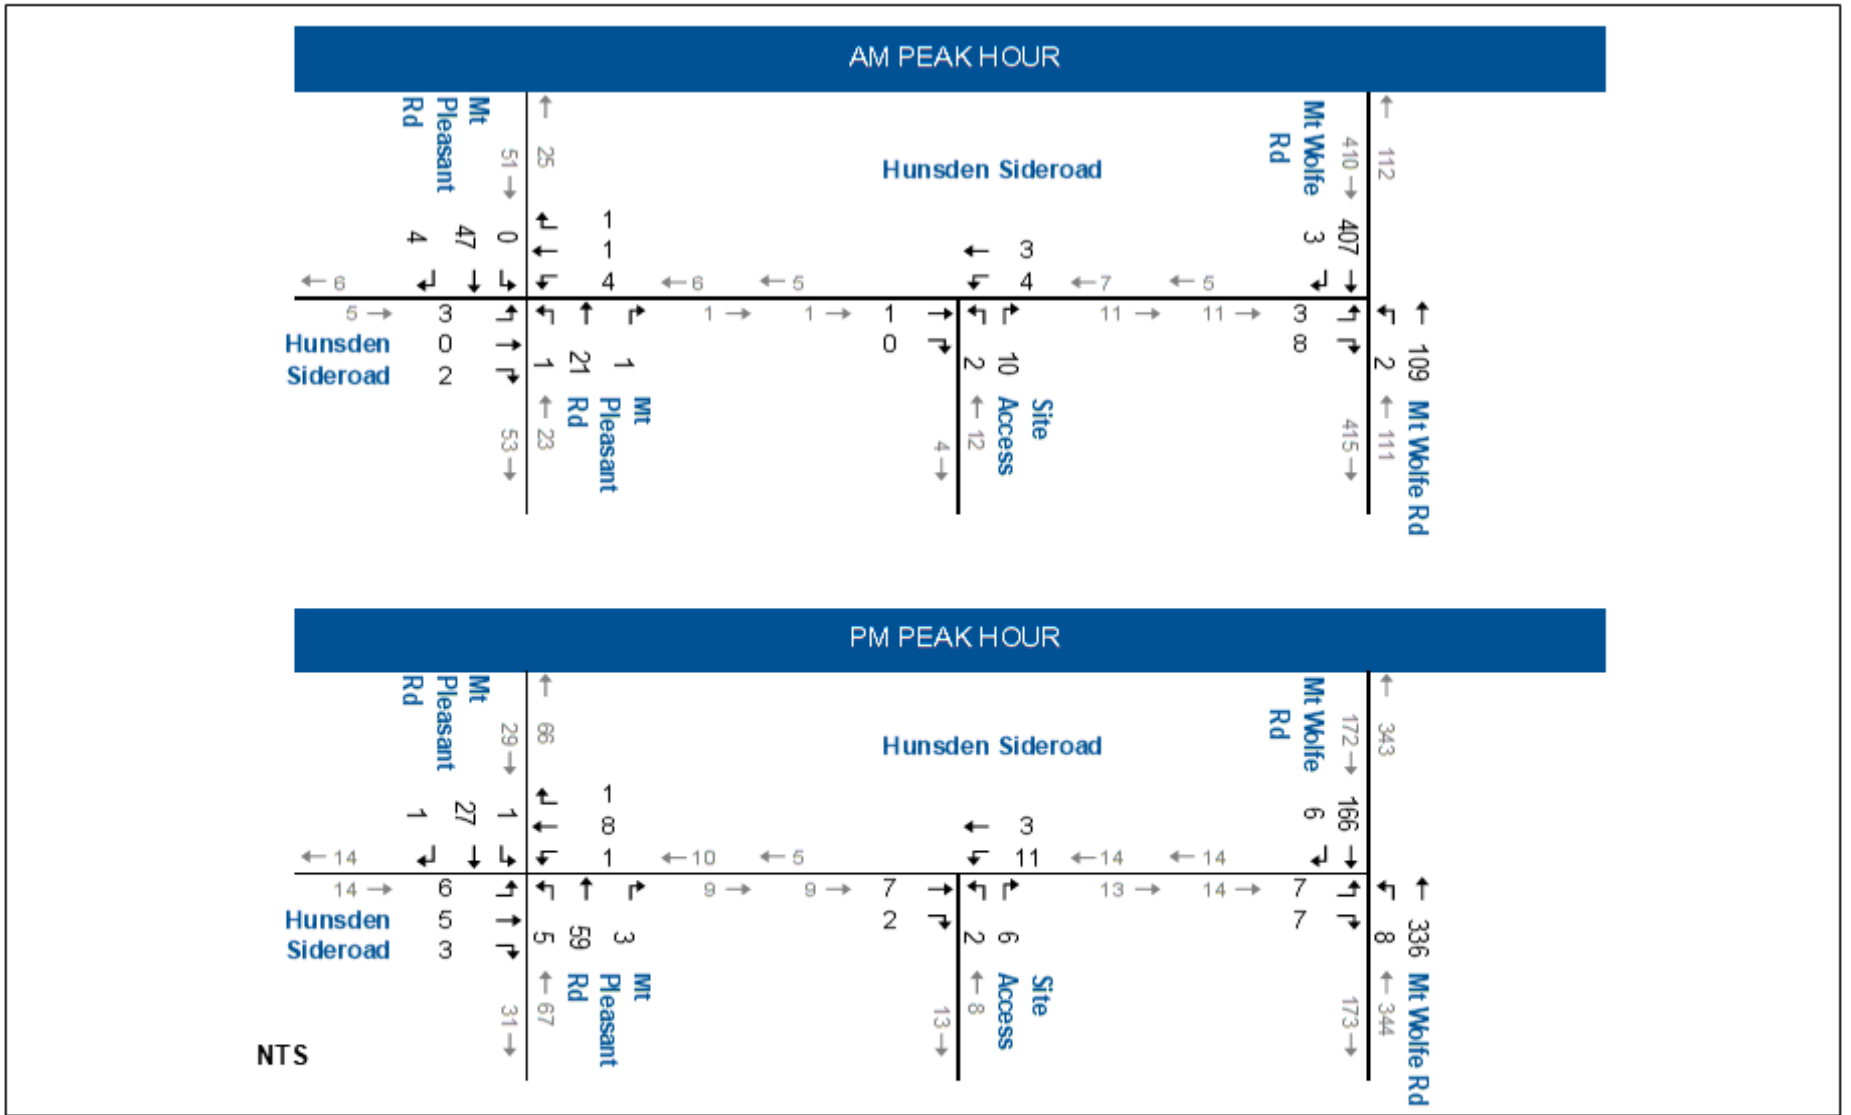 AM PEAK HOUR
Mt
Pleasant
Rd
51
25
Hunsden Sideroad
Mt Wolfe
Rd
410
112
4
47
0
1
1
4
3
4
3
407
6
6
5
7
5
5
3
1
1
1
11
11
3
Hunsden
0
0
8
Sideroad
2
1
21
1
2
10
2
109
23
53
Mt
Pleasant
Rd
4
12
Site
Access
415
111
Mt Wolfe Rd
PM PEAK HOUR
Mt
Pleasant
Rd
29
66
Hunsden Sideroad
Mt Wolfe
Rd
172
343
1
27
1
1
8
1
3
11
6
166
14
10
5
14
14
14
6
9
9
7
13
14
7
Hunsden
5
2
7
Sideroad
3
5
59
3
2
6
8
336
31
67
Mt
Pleasant
Rd
13
8
Site
Access
173
344
Mt Wolfe Rd
NTS